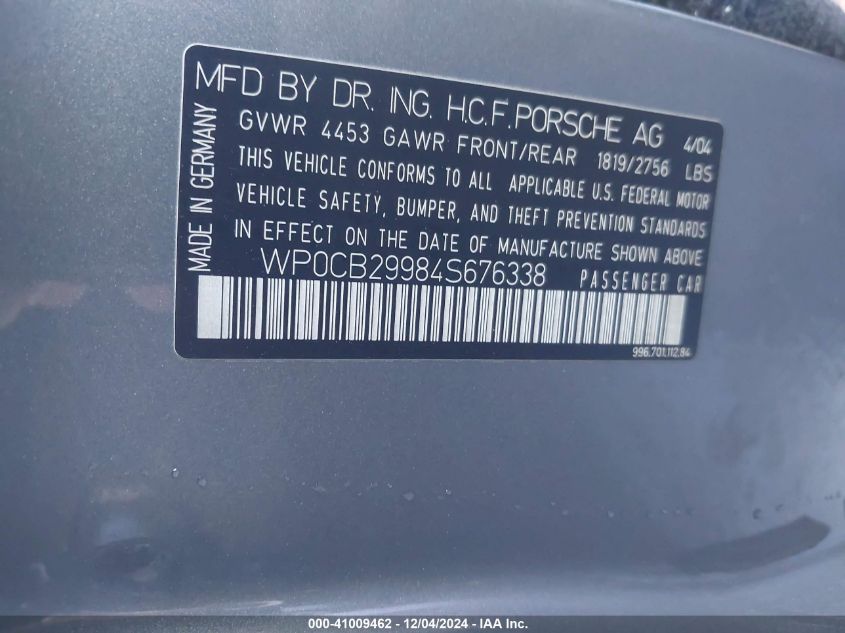 MFD BY DR. ING. H.C.F. PORSCHE AG 4/04
GVWR 4453 GAWR FRONT/REAR 1819/2756 LBS
THIS VEHICLE CONFORMS TO ALL APPLICABLE U.S. FEDERAL MOTOR
VEHICLE SAFETY, BUMPER, AND THEFT PREVENTION STANDARDS
IN EFFECT ON THE DATE OF MANUFACTURE SHOWN ABOVE
WP0CB29984S676338 PASSENGER CAR
MADE IN GERMANY
996.701.112.84
000-41009462 - 12/04/2024 - IAA Inc.